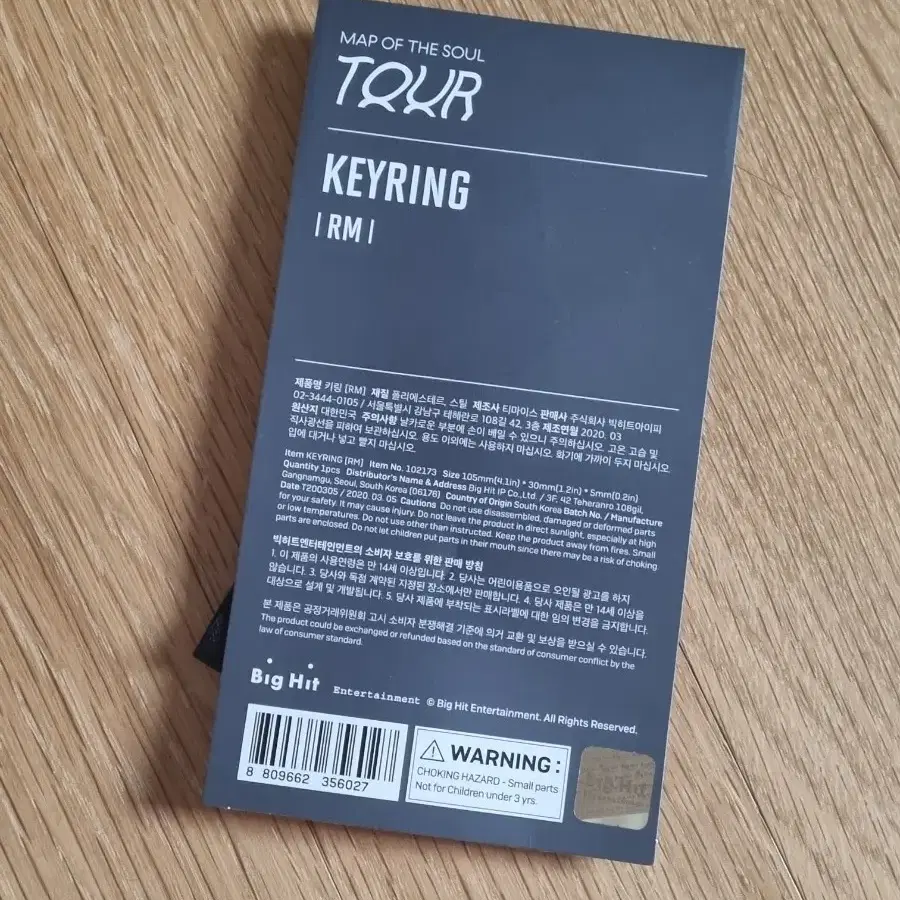 MAP OF THE SOUL
TOUR
KEYRING
| RM |
제품명 키링 [RM] 재질 폴리에스테르, 스틸 제조사 티마이스 판매사 주식회사 빅히트아이피
02-3444-0105 / 서울특별시 강남구 테헤란로 108길 42, 3층 제조연월 2020. 03
원산지 대한민국 주의사항 날카로운 부분에 손이 베일 수 있으니 주의하십시오. 고온 고습 및
직사광선을 피하여 보관하십시오. 용도 이외에는 사용하지 마십시오. 화기에 가까이 두지 마십시오.
입에 대거나 넣고 빨지 마십시오.
Item KEYRING [RM] Item No. 102173 Size 105mm(4.1in) * 30mm(1.2in) * 5mm(0.2in)
Quantity 1pcs Distributor's Name & Address Big Hit IP Co.,Ltd. / 3F, 42 Teheranro 108gil,
Gangnamgu, Seoul, South Korea (06176) Country of Origin South Korea Batch No. / Manufacture
Date T200305 / 2020. 03. 05 Cautions Do not use disassembled, damaged or deformed parts
for your safety. It may cause injury. Do not leave the product in direct sunlight, especially at high
or low temperatures. Do not use other than instructed. Keep the product away from fires. Small
parts are enclosed. Do not let children put parts in their mouth since there may be a risk of choking
빅히트엔터테인먼트의 소비자 보호를 위한 판매 방침
1. 이 제품의 사용연령은 만 14세 이상입니다. 2. 당사는 어린이용품으로 오인될 광고를 하지
않습니다. 3. 당사와 독점 계약된 지정된 장소에서만 판매합니다. 4. 당사 제품은 만 14세 이상을
대상으로 설계 및 개발됩니다. 5. 당사 제품에 부착되는 표시라벨에 대한 임의 변경을 금지합니다.
본 제품은 공정거래위원회 고시 소비자 분쟁해결 기준에 의거 교환 및 보상을 받으실 수 있습니다.
The product could be exchanged or refunded based on the standard of consumer conflict by the
law of consumer standard.
Big Hit Entertainment © Big Hit Entertainment. All Rights Reserved.
8 809662 356027
⚠ WARNING :
CHOKING HAZARD - Small parts
Not for Children under 3 yrs.
Big Hit